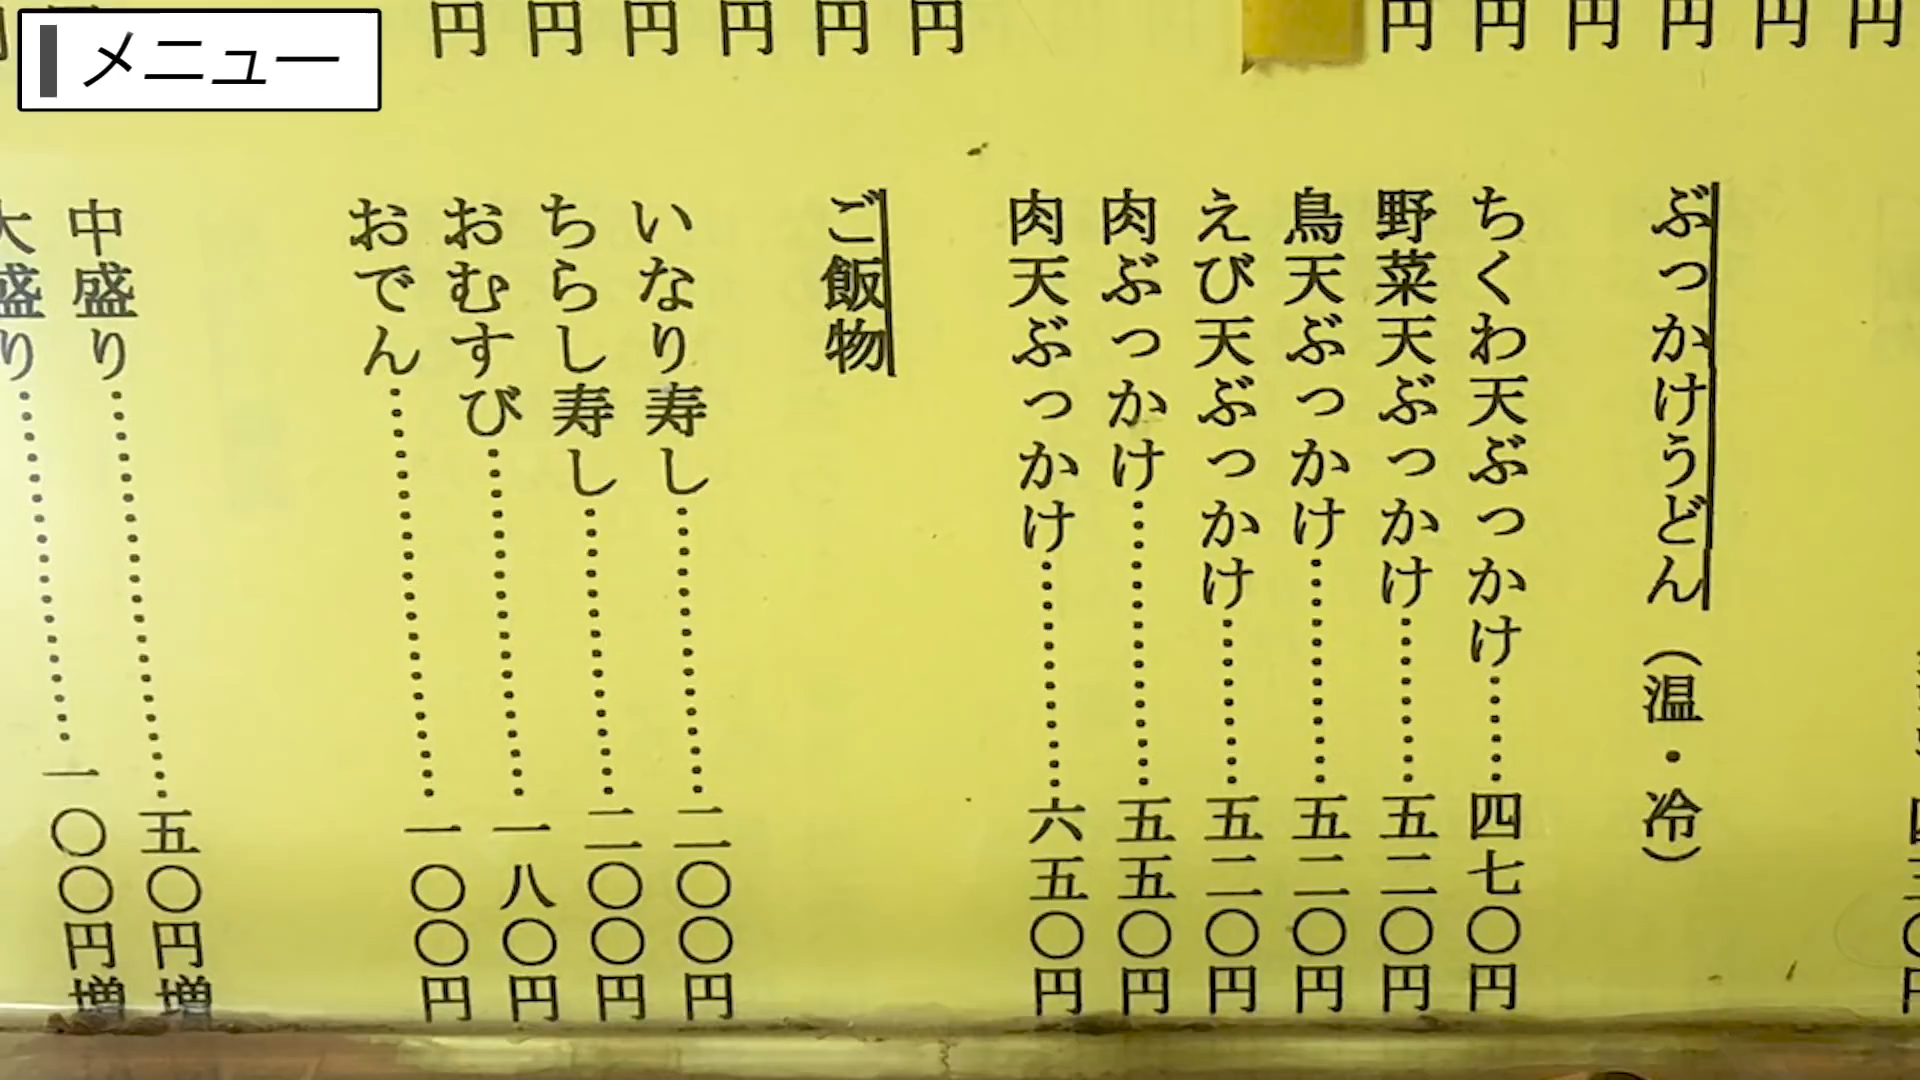 メニュー
円 円 円 円 円 円
円 円 円 円 円 円
ぶっかけうどん（温・冷）
ちくわ天ぶっかけ……四七〇円
野菜天ぶっかけ……五二〇円
鳥天ぶっかけ……五二〇円
えび天ぶっかけ……五二〇円
肉ぶっかけ……五五〇円
肉天ぶっかけ……六五〇円
ご飯物
いなり寿し……二〇〇円
ちらし寿し……二〇〇円
おむすび……一八〇円
おでん……一〇〇円
中盛り……五〇円増
大盛り……一〇〇円増